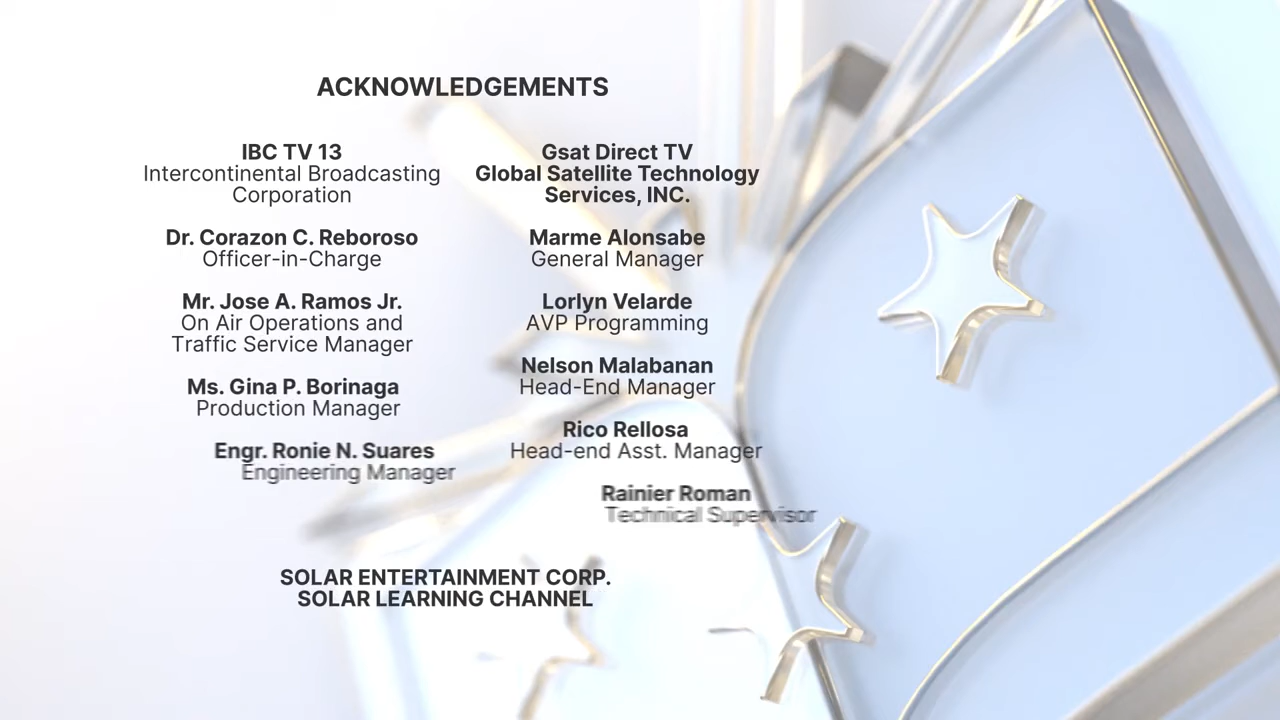 ACKNOWLEDGEMENTS
IBC TV 13
Intercontinental Broadcasting
Corporation
Dr. Corazon C. Reboroso
Officer-in-Charge
Mr. Jose A. Ramos Jr.
On Air Operations and
Traffic Service Manager
Ms. Gina P. Borinaga
Production Manager
Engr. Ronie N. Suares
Engineering Manager
Gsat Direct TV
Global Satellite Technology
Services, INC.
Marme Alonsabe
General Manager
Lorlyn Velarde
AVP Programming
Nelson Malabanan
Head-End Manager
Rico Rellosa
Head-end Asst. Manager
Rainier Roman
Technical Supervisor
SOLAR ENTERTAINMENT CORP.
SOLAR LEARNING CHANNEL